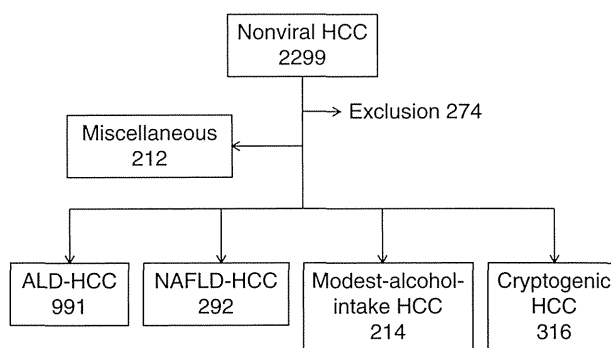 Nonviral HCC
2299
Exclusion 274
Miscellaneous
212
ALD-HCC
991
NAFLD-HCC
292
Modest-alcohol-
intake HCC
214
Cryptogenic
HCC
316